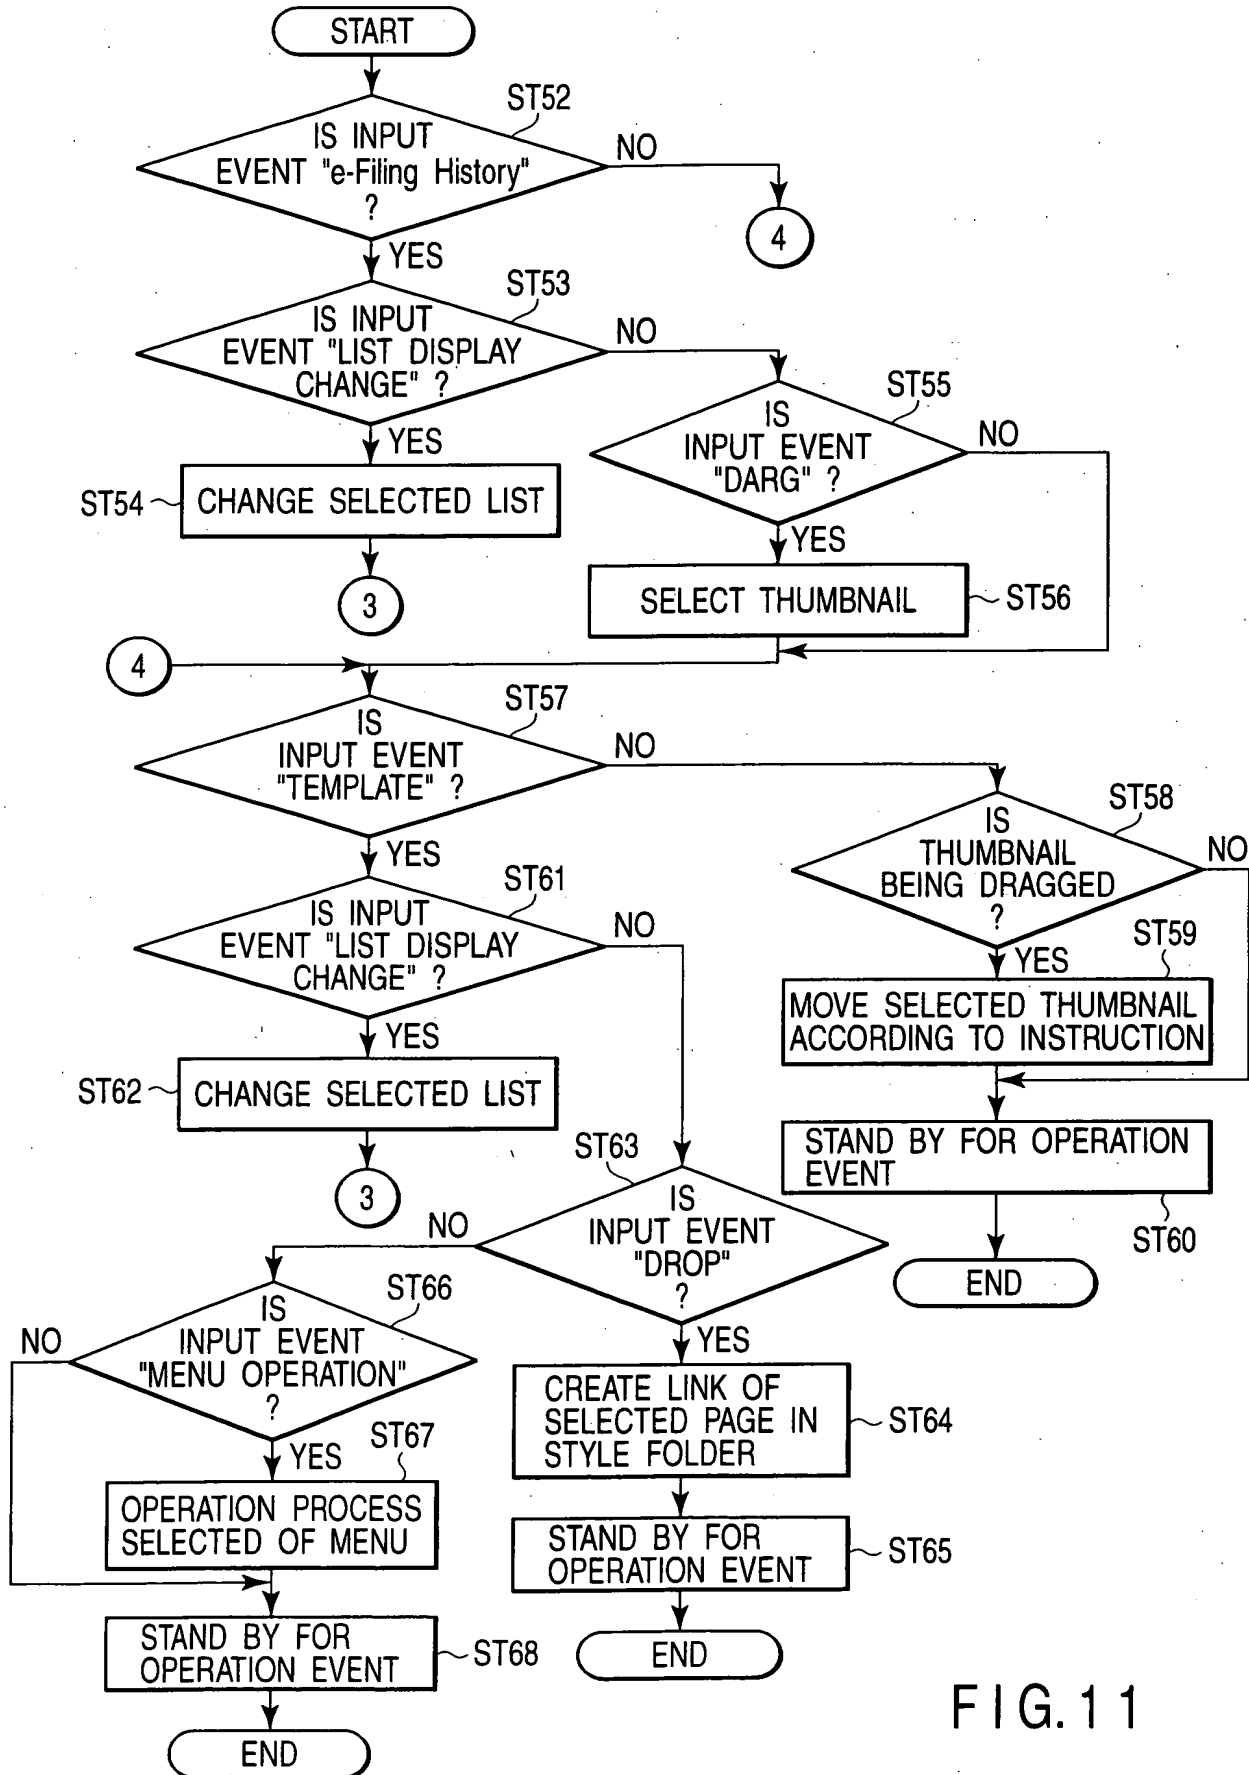 START
ST52
IS INPUT
EVENT "e-Filing History"
?
NO
4
YES
ST53
IS INPUT
EVENT "LIST DISPLAY
CHANGE" ?
NO
YES
ST55
IS
INPUT EVENT
"DARG" ?
NO
YES
ST54
CHANGE SELECTED LIST
3
SELECT THUMBNAIL
ST56
4
ST57
IS
INPUT EVENT
"TEMPLATE" ?
NO
YES
ST58
IS
THUMBNAIL
BEING DRAGGED
?
NO
YES
ST59
MOVE SELECTED THUMBNAIL
ACCORDING TO INSTRUCTION
STAND BY FOR OPERATION
EVENT
ST60
END
ST61
IS INPUT
EVENT "LIST DISPLAY
CHANGE" ?
NO
YES
ST62
CHANGE SELECTED LIST
3
ST63
IS
INPUT EVENT
"DROP"
?
NO
YES
CREATE LINK OF
SELECTED PAGE IN
STYLE FOLDER
ST64
STAND BY FOR
OPERATION EVENT
ST65
END
ST66
IS
INPUT EVENT
"MENU OPERATION"
?
NO
YES
ST67
OPERATION PROCESS
SELECTED OF MENU
STAND BY FOR
OPERATION EVENT
ST68
END
FIG.11